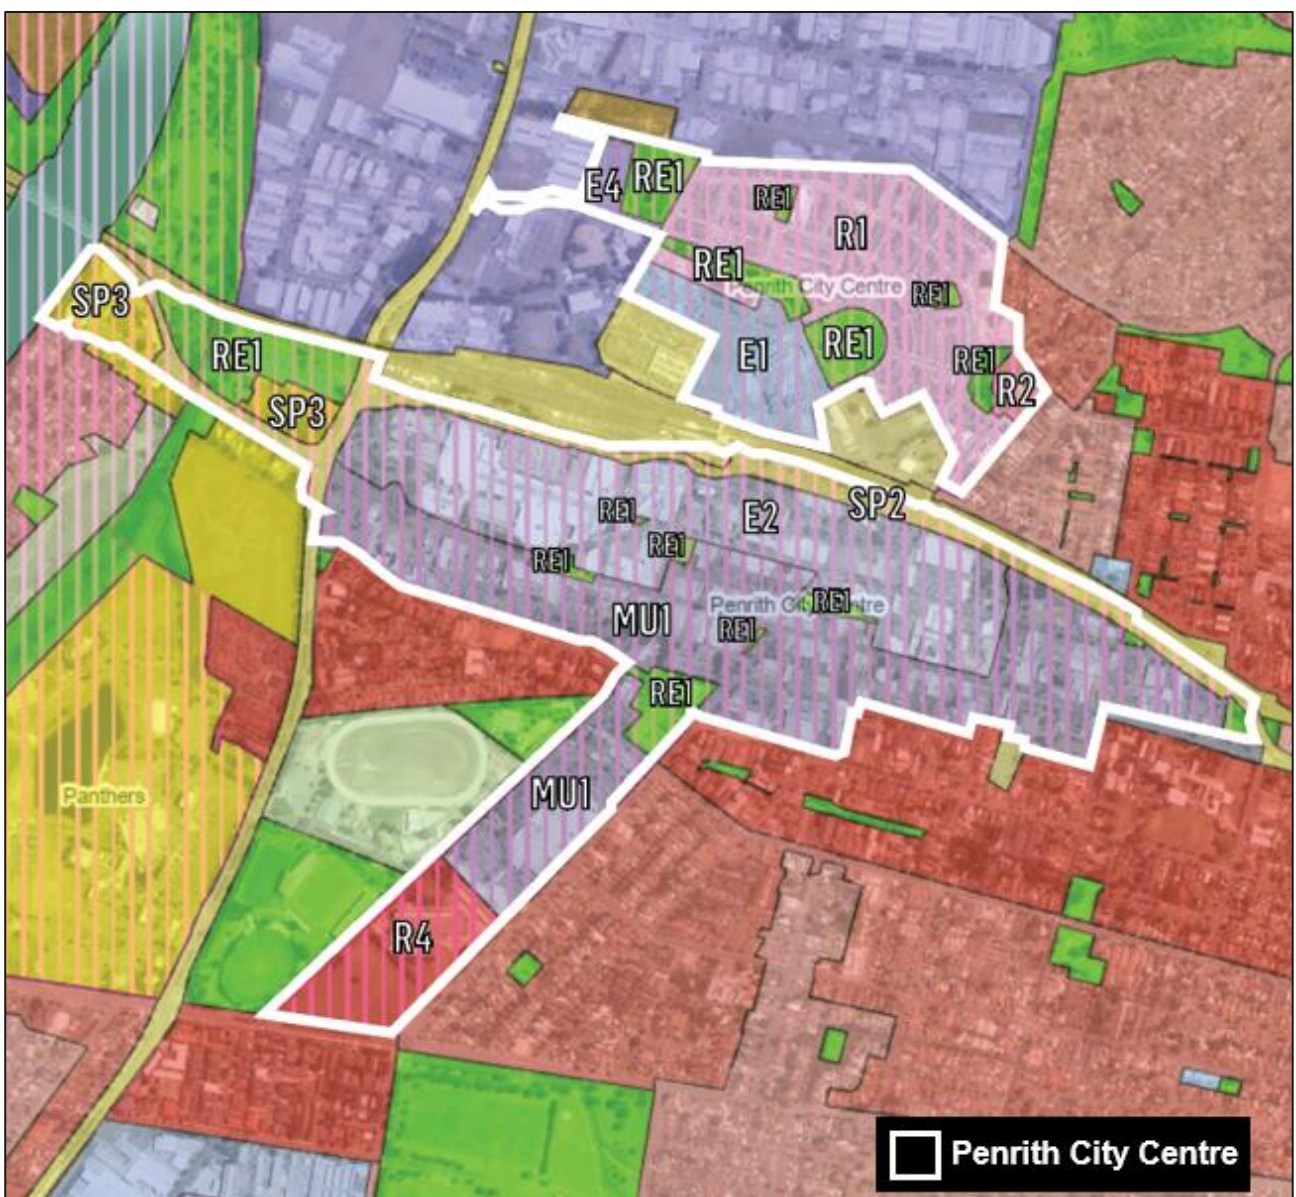 E4
RE1
RE1
R1
RE1
Penrith City Centre
RE1
SP3
RE1
E1
RE1
RE1
R2
SP3
RE1
E2
SP2
RE1
RE1
Penrith City Centre
RE1
MU1
RE1
RE1
MU1
Panthers
R4
Penrith City Centre